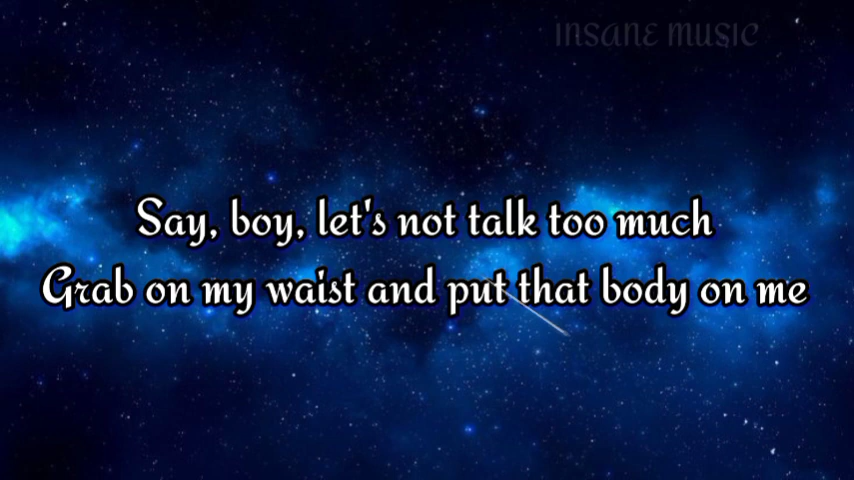 INSANE MUSIC
Say, boy, let's not talk too much
Grab on my waist and put that body on me